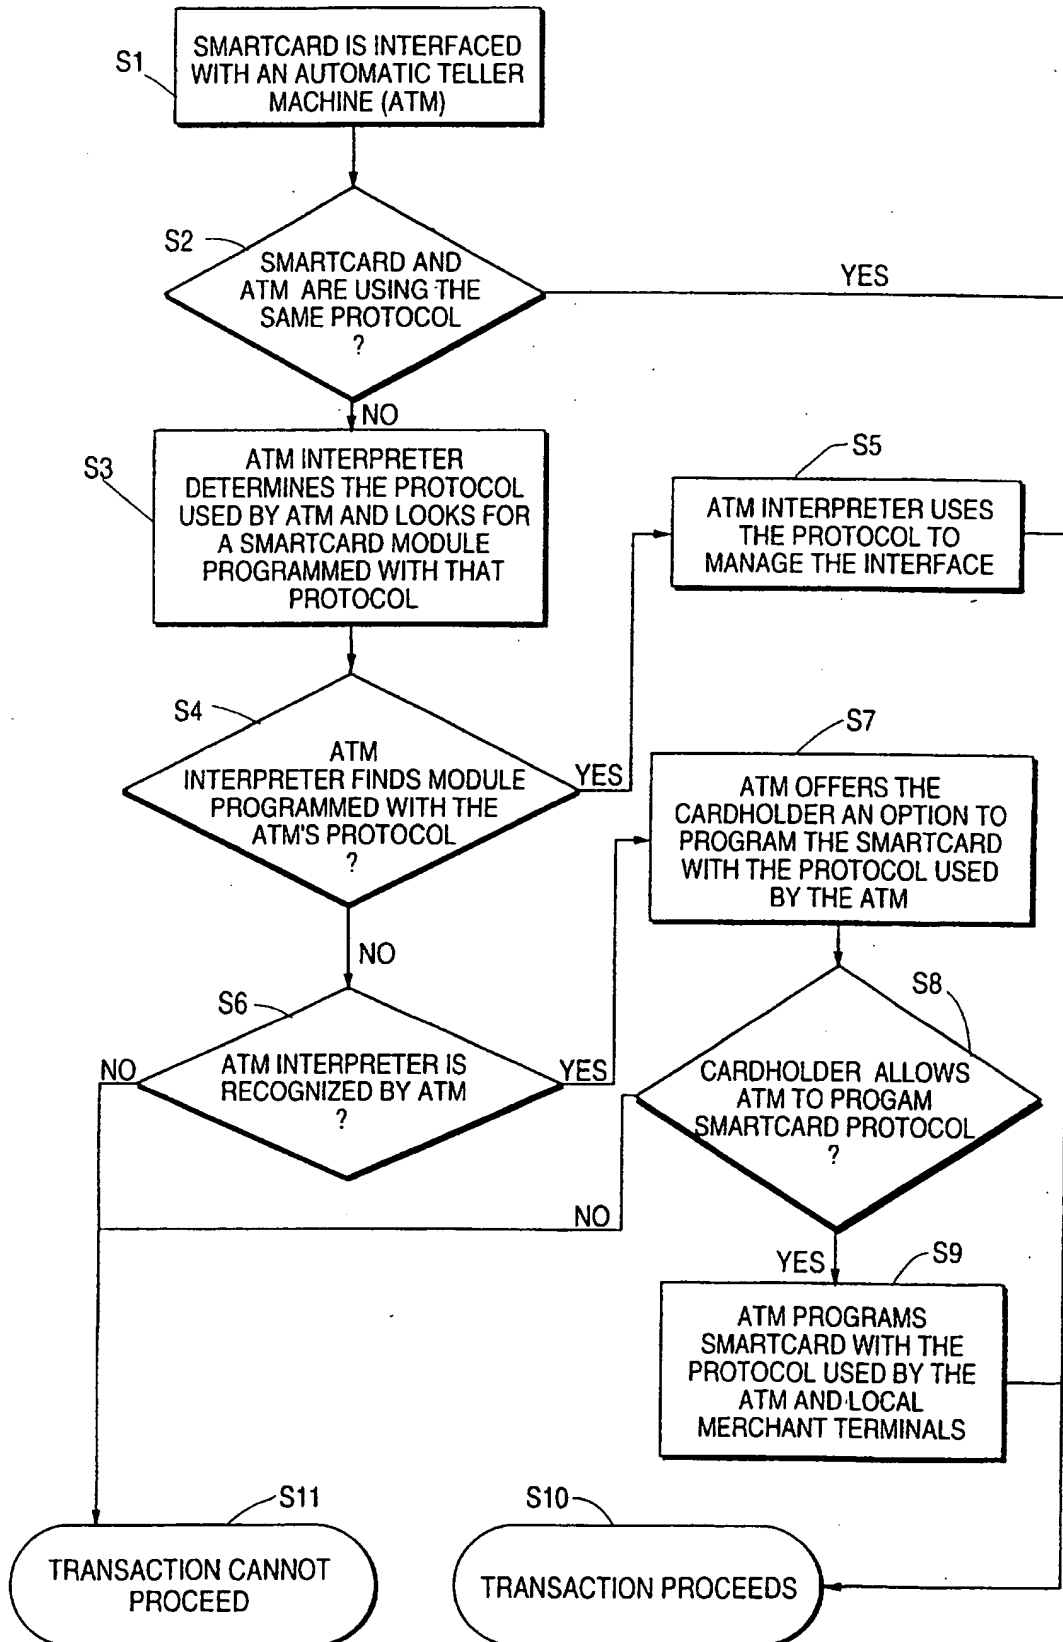 S1
SMARTCARD IS INTERFACED
WITH AN AUTOMATIC TELLER
MACHINE (ATM)
S2
SMARTCARD AND
ATM ARE USING THE
SAME PROTOCOL
?
YES
NO
S3
ATM INTERPRETER
DETERMINES THE PROTOCOL
USED BY ATM AND LOOKS FOR
A SMARTCARD MODULE
PROGRAMMED WITH THAT
PROTOCOL
S5
ATM INTERPRETER USES
THE PROTOCOL TO
MANAGE THE INTERFACE
S4
ATM
INTERPRETER FINDS MODULE
PROGRAMMED WITH THE
ATM'S PROTOCOL
?
YES
NO
S7
ATM OFFERS THE
CARDHOLDER AN OPTION TO
PROGRAM THE SMARTCARD
WITH THE PROTOCOL USED
BY THE ATM
S6
ATM INTERPRETER IS
RECOGNIZED BY ATM
?
NO
YES
S8
CARDHOLDER ALLOWS
ATM TO PROGAM
SMARTCARD PROTOCOL
?
NO
YES
S9
ATM PROGRAMS
SMARTCARD WITH THE
PROTOCOL USED BY THE
ATM AND LOCAL
MERCHANT TERMINALS
S11
TRANSACTION CANNOT
PROCEED
S10
TRANSACTION PROCEEDS